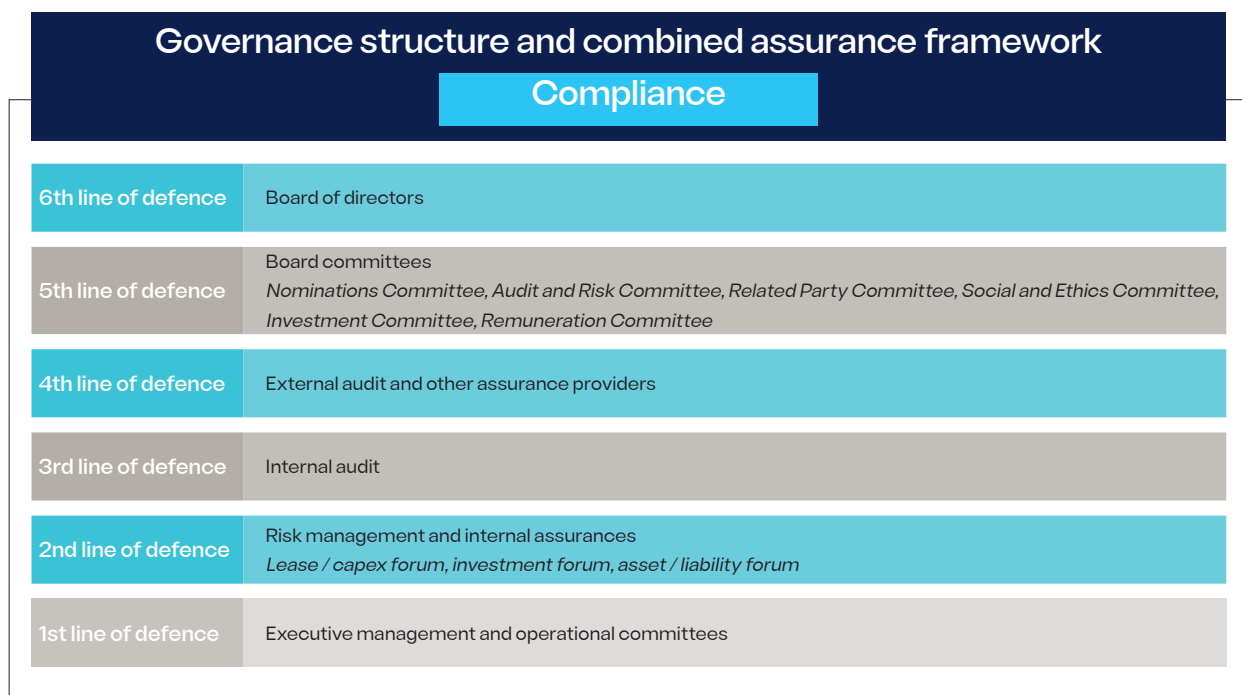 Governance structure and combined assurance framework
Compliance
6th line of defence
Board of directors
5th line of defence
Board committees
Nominations Committee, Audit and Risk Committee, Related Party Committee, Social and Ethics Committee,
Investment Committee, Remuneration Committee
4th line of defence
External audit and other assurance providers
3rd line of defence
Internal audit
2nd line of defence
Risk management and internal assurances
Lease / capex forum, investment forum, asset / liability forum
1st line of defence
Executive management and operational committees